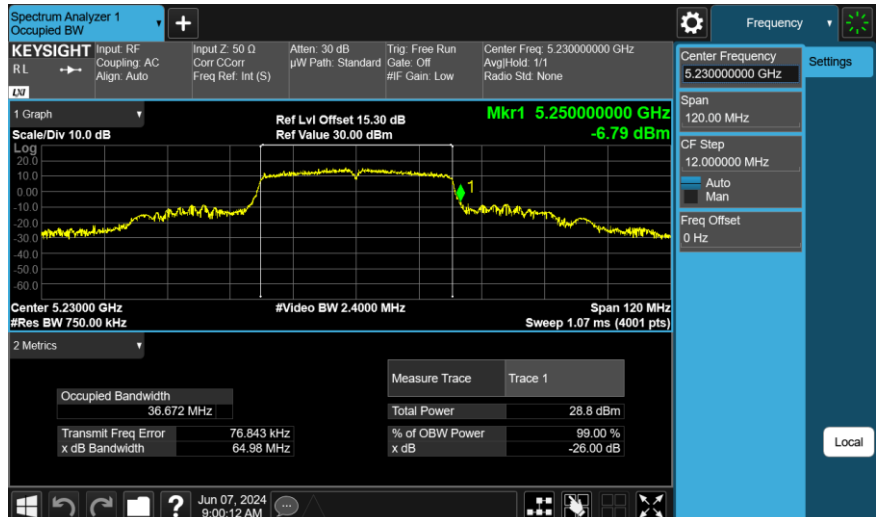 Spectrum Analyzer 1
Occupied BW
Frequency
KEYSIGHT
RL
LXI
Input: RF
Coupling: AC
Align: Auto
Input Z: 50 Ω
Corr CCorr
Freq Ref: Int (S)
Atten: 30 dB
µW Path: Standard
Trig: Free Run
Gate: Off
#IF Gain: Low
Center Freq: 5.230000000 GHz
Avg|Hold: 1/1
Radio Std: None
1 Graph
Scale/Div 10.0 dB
Ref Lvl Offset 15.30 dB
Ref Value 30.00 dBm
Mkr1 5.250000000 GHz
-6.79 dBm
Log
20.0
10.0
0.00
-10.0
-20.0
-30.0
-40.0
-50.0
-60.0
1
Center 5.23000 GHz
#Res BW 750.00 kHz
#Video BW 2.4000 MHz
Span 120 MHz
Sweep 1.07 ms (4001 pts)
2 Metrics
Measure Trace Trace 1
Occupied Bandwidth
36.672 MHz
Total Power 28.8 dBm
Transmit Freq Error 76.843 kHz
% of OBW Power 99.00 %
x dB Bandwidth 64.98 MHz
x dB -26.00 dB
Center Frequency
5.230000000 GHz
Settings
Span
120.00 MHz
CF Step
12.000000 MHz
Auto
Man
Freq Offset
0 Hz
Local
?
Jun 07, 2024
9:00:12 AM